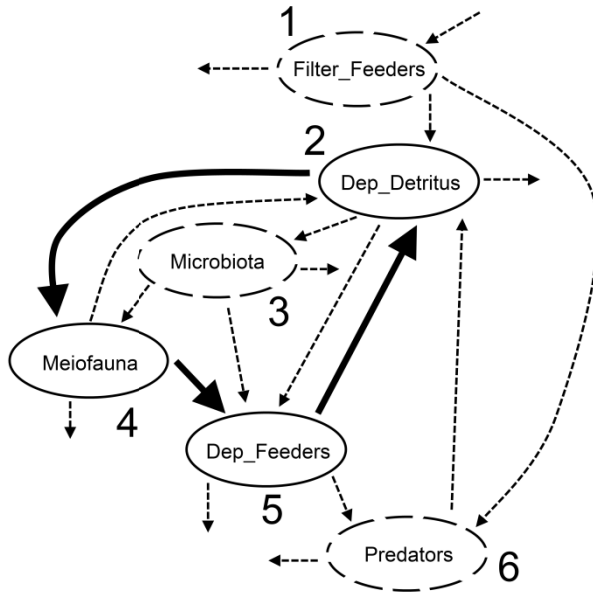 1
Filter_Feeders
2
Dep_Detritus
Microbiota
3
Meiofauna
4
Dep_Feeders
5
Predators
6